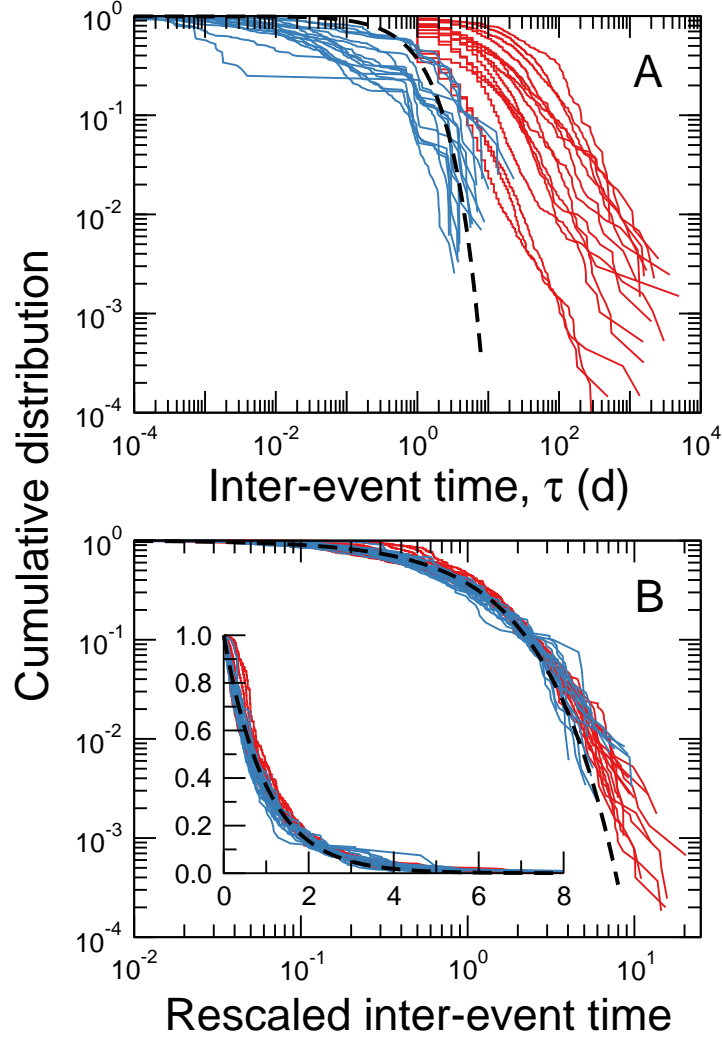 Cumulative distribution
A
10^0
10^-1
10^-2
10^-3
10^-4
10^-4 10^-2 10^0 10^2 10^4
Inter-event time, τ (d)
B
10^0
10^-1
10^-2
10^-3
10^-4
1.0
0.8
0.6
0.4
0.2
0.0
0 2 4 6 8
10^-2 10^-1 10^0 10^1
Rescaled inter-event time